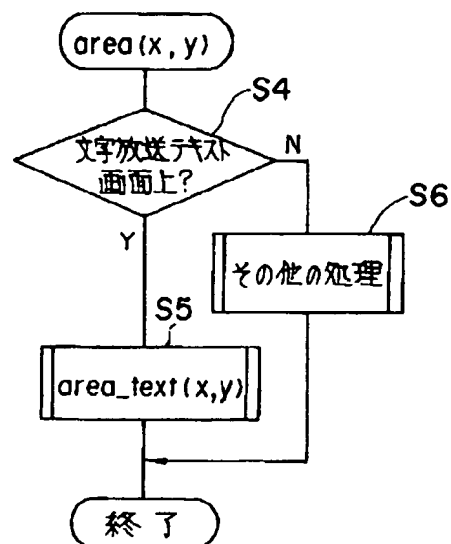 area(x,y)
S4
文字放送テキスト
画面上?
N
Y
S6
その他の処理
S5
area_text(x,y)
終了